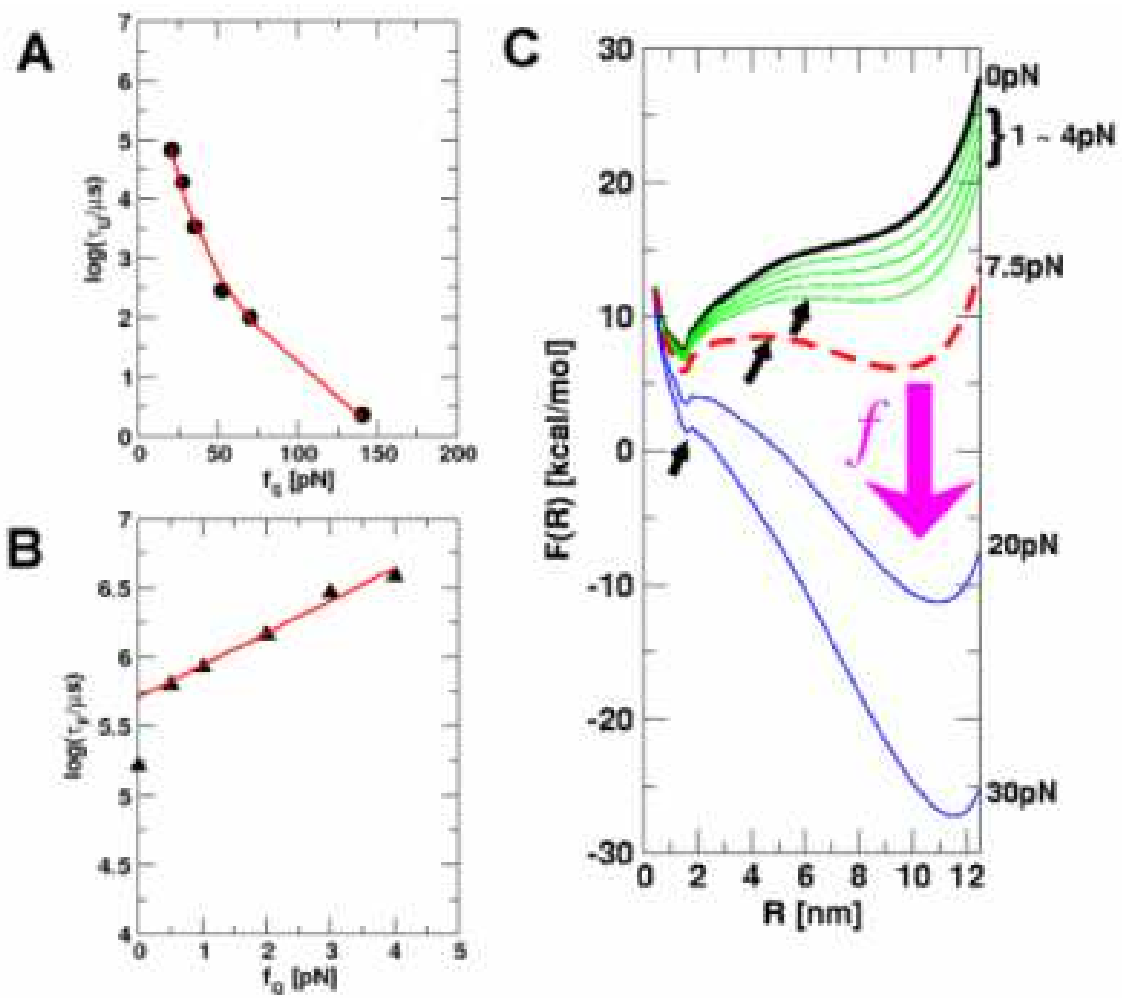 A
7
6
5
4
3
2
1
0
log(τU/μs)
0 50 100 150 200
fQ [pN]
B
7
6.5
6
5.5
5
4.5
4
log(τF/μs)
0 1 2 3 4 5
fQ [pN]
C
30
20
10
0
-10
-20
-30
F(R) [kcal/mol]
0 2 4 6 8 10 12
R [nm]
0pN
1 ~ 4pN
7.5pN
f
20pN
30pN